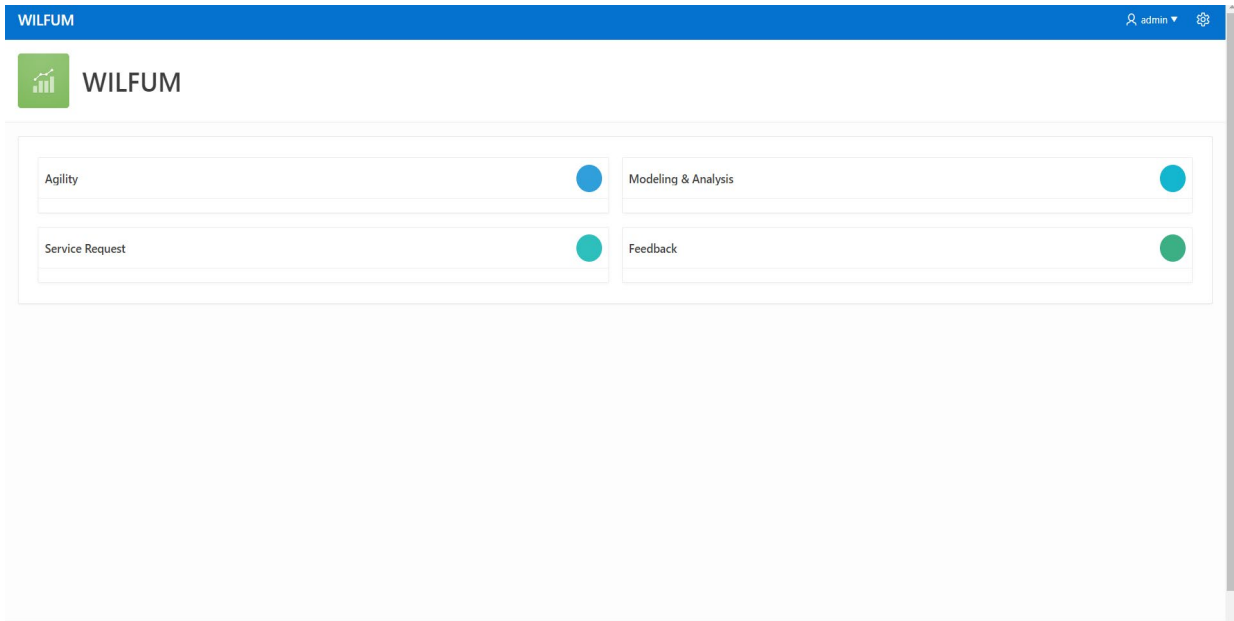 WILFUM
admin
WILFUM
Agility
Modeling & Analysis
Service Request
Feedback